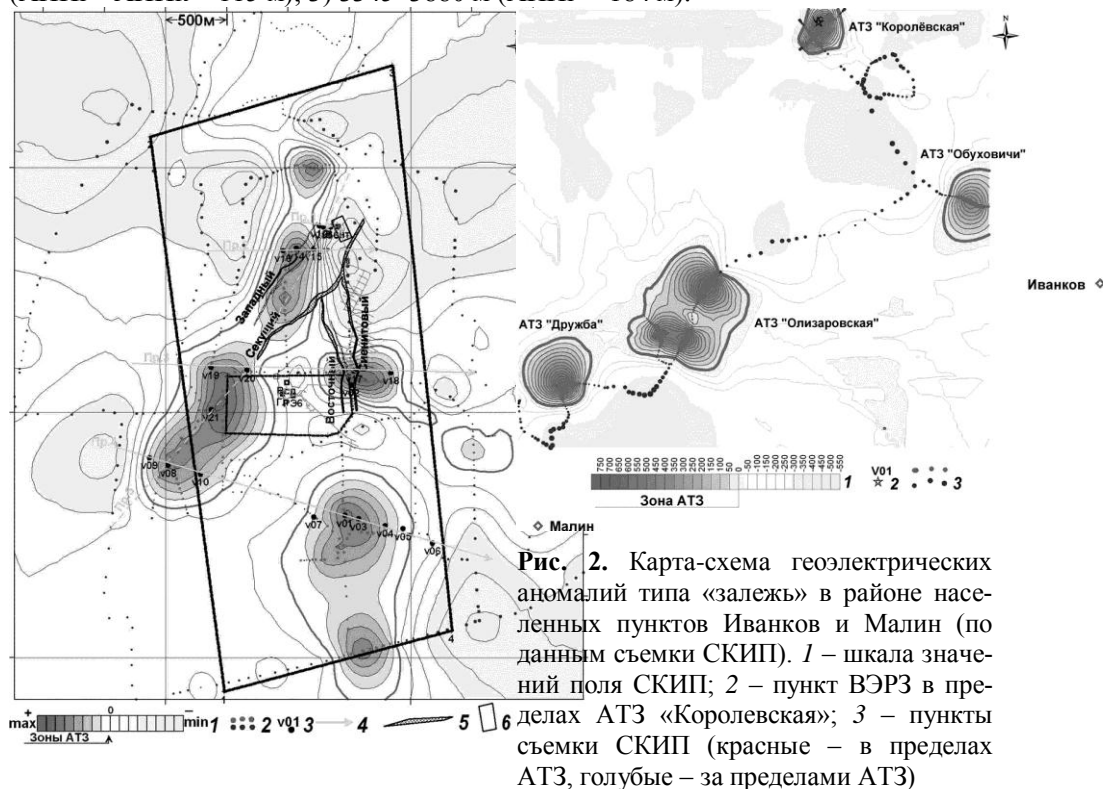 500м
АТЗ "Королёвская"
АТЗ "Обуховичи"
Иванков
АТЗ "Олизаровская"
АТЗ "Дружба"
Западный
Секущий
Восточный
v14
v15
v19
v20
v18
v21
v09
v08
v10
v07
v01
v03
v04
v05
v06
4
750 700 650 600 550 500 450 400 350 300 250 200 150 100 50 0 -50 -100 -150 -200 -250 -300 -350 -400 -450 -500 -550
1
V01
2
3
Зона АТЗ
Малин
+ 0 −
max min 1 2 v01 3 4 5 6
Зоны АТЗ
Рис. 2. Карта-схема геоэлектрических
аномалий типа «залежь» в районе насе-
ленных пунктов Иванков и Малин (по
данным съемки СКИП). 1 – шкала значе-
ний поля СКИП; 2 – пункт ВЭРЗ в пре-
делах АТЗ «Королевская»; 3 – пункты
съемки СКИП (красные – в пределах
АТЗ, голубые – за пределами АТЗ)